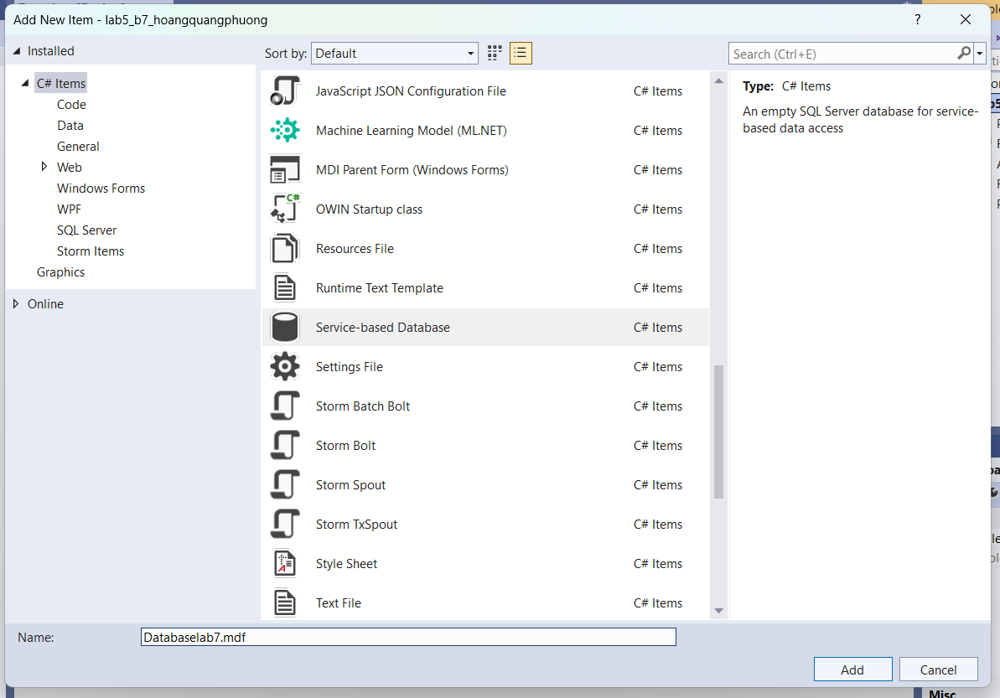 Add New Item - lab5_b7_hoangquangphuong
?
Installed
Sort by: Default
Search (Ctrl+E)
C# Items
Code
Data
General
Web
Windows Forms
WPF
SQL Server
Storm Items
Graphics
Online
JavaScript JSON Configuration File C# Items
Machine Learning Model (ML.NET) C# Items
MDI Parent Form (Windows Forms) C# Items
C#
OWIN Startup class C# Items
Resources File C# Items
Runtime Text Template C# Items
Service-based Database C# Items
Settings File C# Items
Storm Batch Bolt C# Items
Storm Bolt C# Items
Storm Spout C# Items
Storm TxSpout C# Items
Style Sheet C# Items
Text File C# Items
Type: C# Items
An empty SQL Server database for service-
based data access
Name: Databaselab7.mdf
Add Cancel
Misc